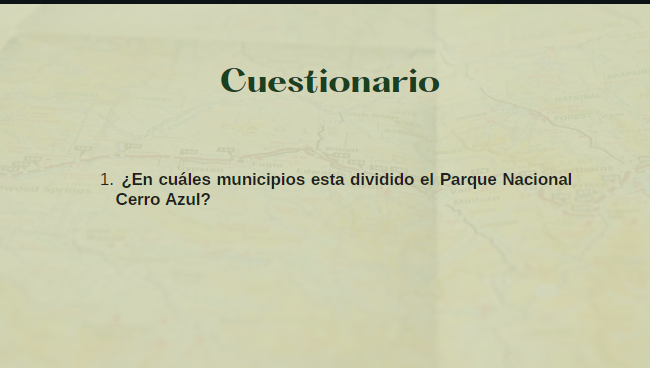 Cuestionario
1. ¿En cuáles municipios esta dividido el Parque Nacional
Cerro Azul?